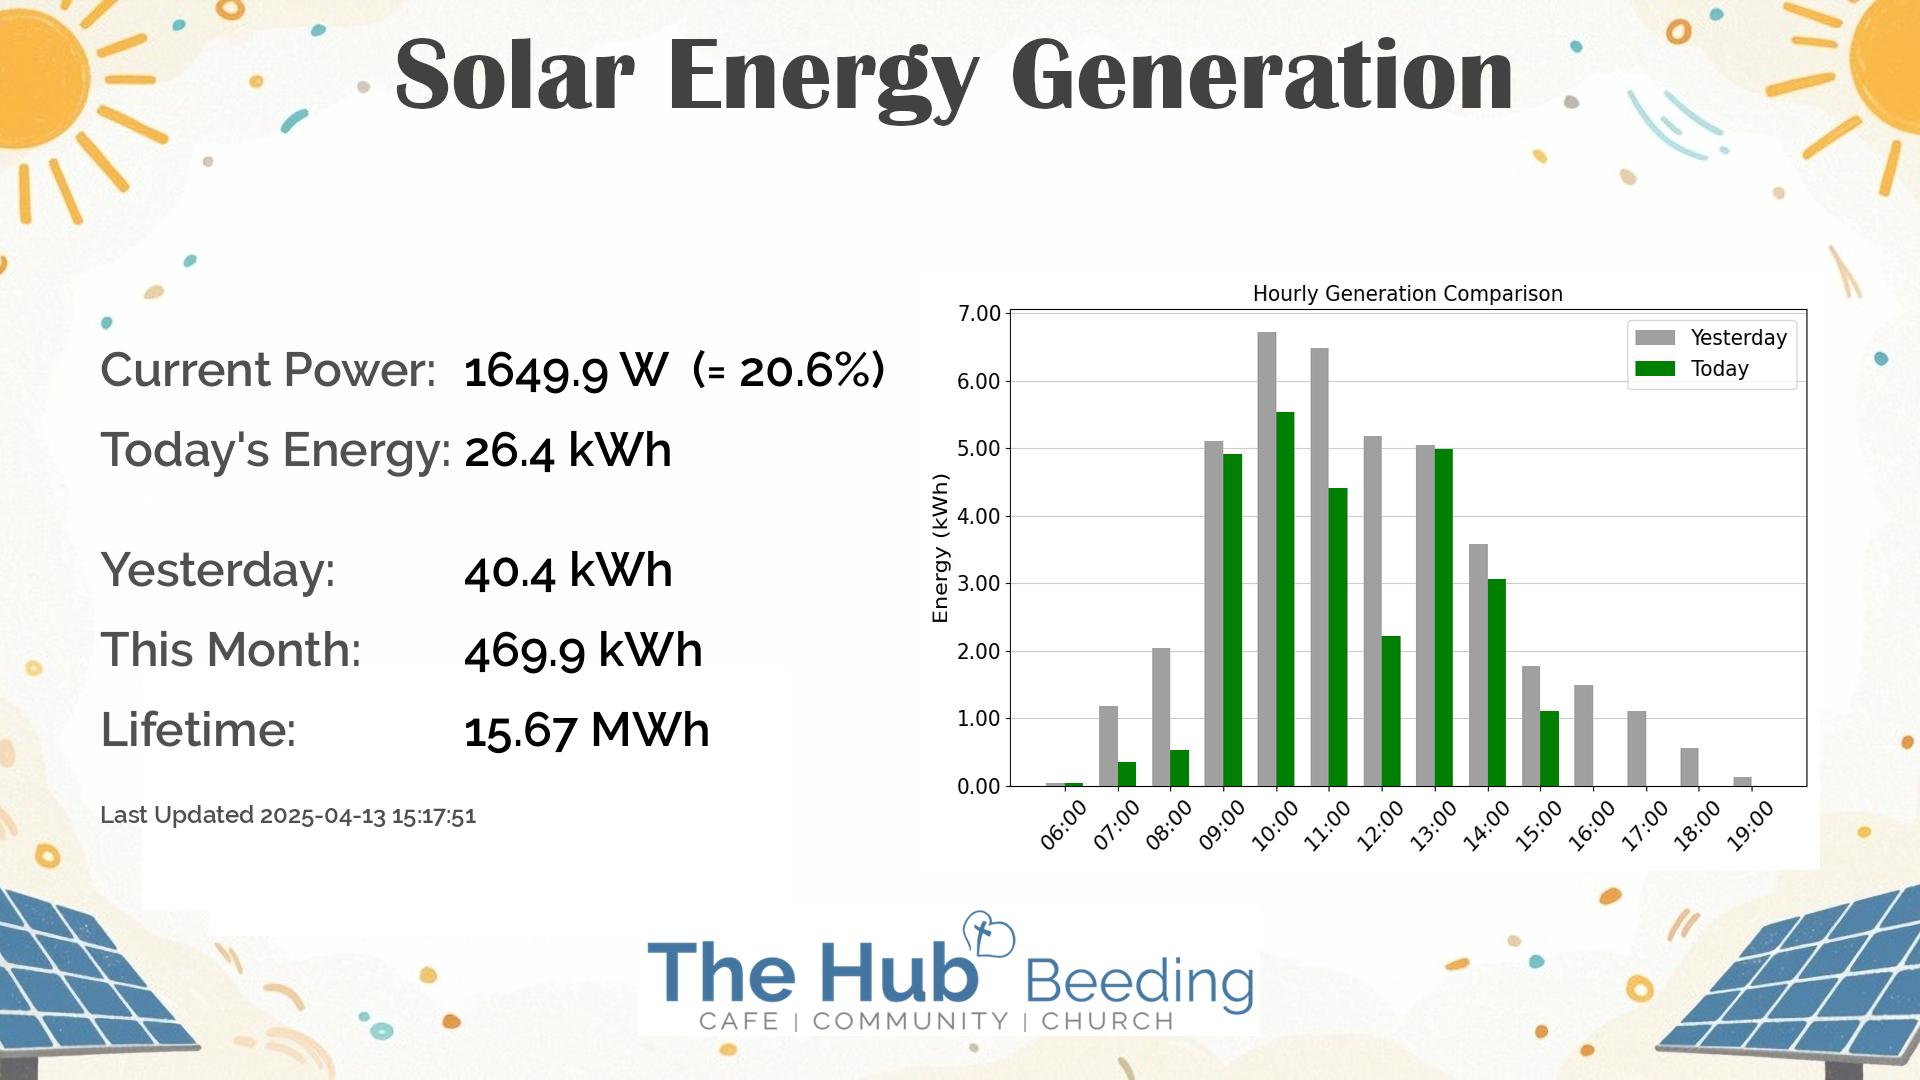 Solar Energy Generation
Current Power: 1649.9 W (= 20.6%)
Today's Energy: 26.4 kWh
Yesterday: 40.4 kWh
This Month: 469.9 kWh
Lifetime: 15.67 MWh
Last Updated 2025-04-13 15:17:51
Hourly Generation Comparison
Yesterday
Today
Energy (kWh)
7.00
6.00
5.00
4.00
3.00
2.00
1.00
0.00
06:00 07:00 08:00 09:00 10:00 11:00 12:00 13:00 14:00 15:00 16:00 17:00 18:00 19:00
The Hub Beeding
CAFE | COMMUNITY | CHURCH